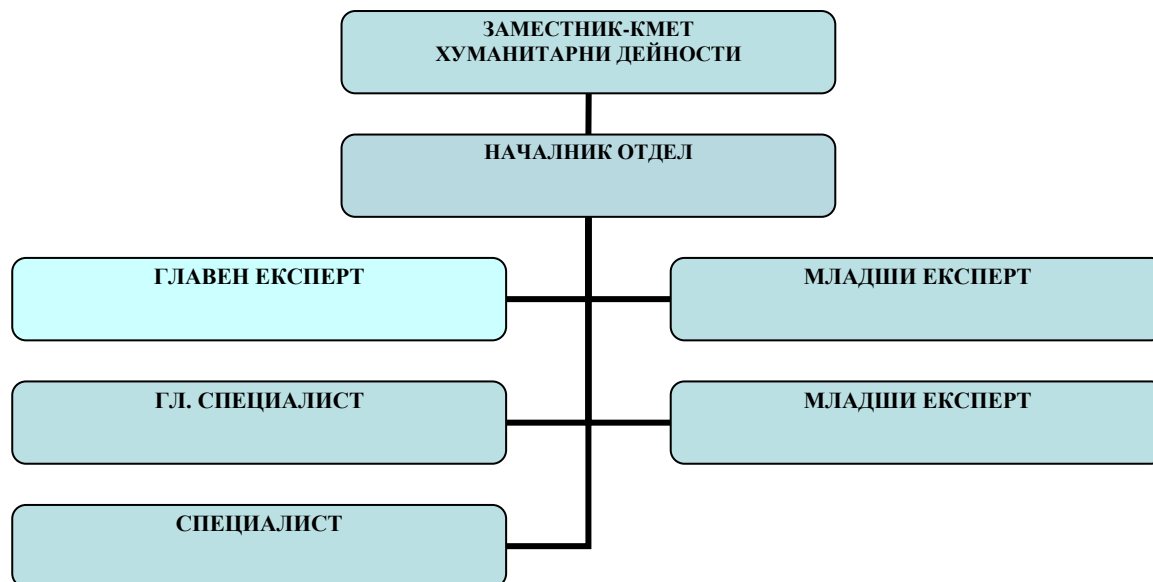 ЗАМЕСТНИК-КМЕТ
ХУМАНИТАРНИ ДЕЙНОСТИ
НАЧАЛНИК ОТДЕЛ
ГЛАВЕН ЕКСПЕРТ
МЛАДШИ ЕКСПЕРТ
ГЛ. СПЕЦИАЛИСТ
МЛАДШИ ЕКСПЕРТ
СПЕЦИАЛИСТ